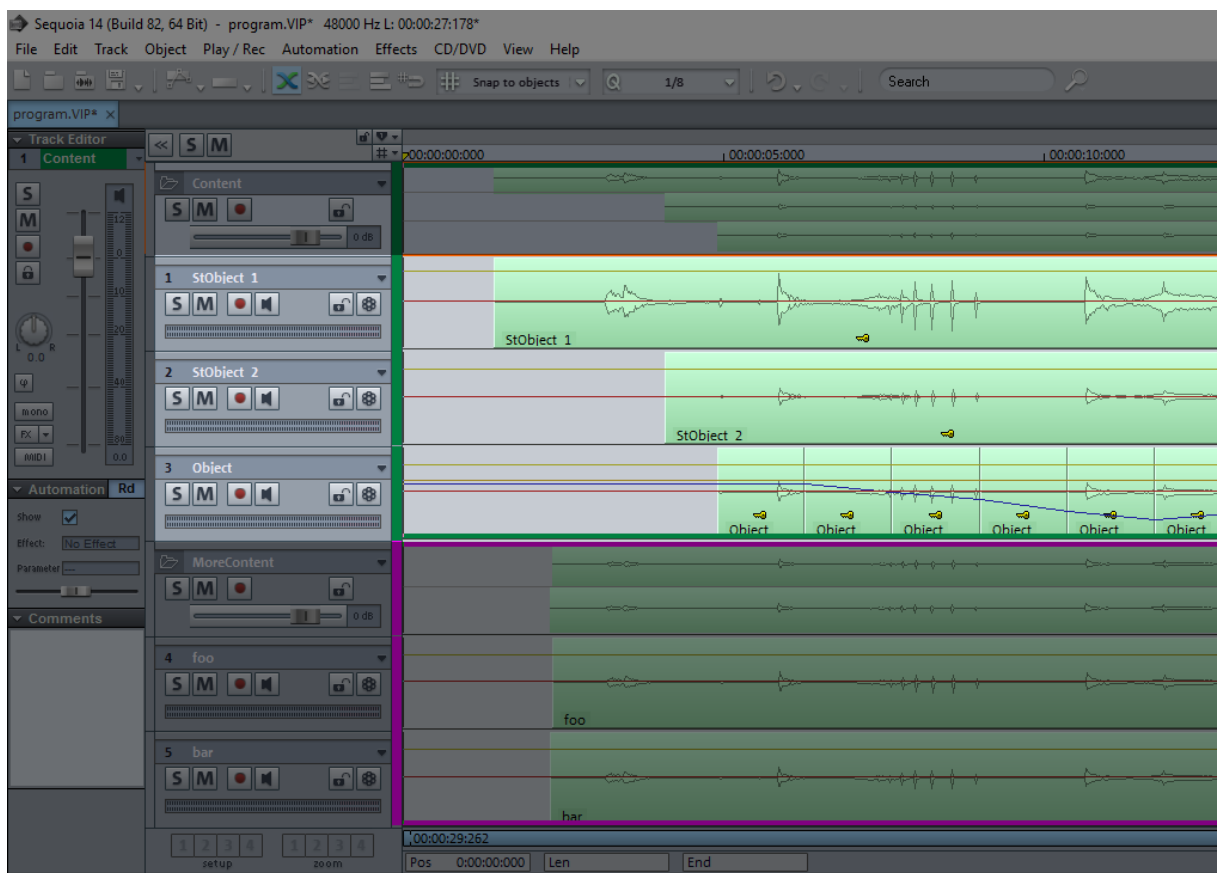 Sequoia 14 (Build 82, 64 Bit) - program.VIP* 48000 Hz L: 00:00:27:178*
File Edit Track Object Play / Rec Automation Effects CD/DVD View Help
Snap to objects Q 1/8 Search
program.VIP* ×
Track Editor
1 Content
S
M
12
0
10
20
40
80
L R
0.0
φ
mono
FX
MIDI 0.0
Automation Rd
Show
Effect: No Effect
Parameter ---
Comments
<< S M
00:00:00:000 00:00:05:000 00:00:10:000
Content
S M
0 dB
1 StObject 1
S M
StObject 1
2 StObject 2
S M
StObject 2
3 Object
S M
Object Object Object Object Object Object
MoreContent
S M
0 dB
4 foo
S M
foo
5 bar
S M
bar
1 2 3 4 1 2 3 4
setup zoom
00:00:29:262
Pos 0:00:00:000 Len End